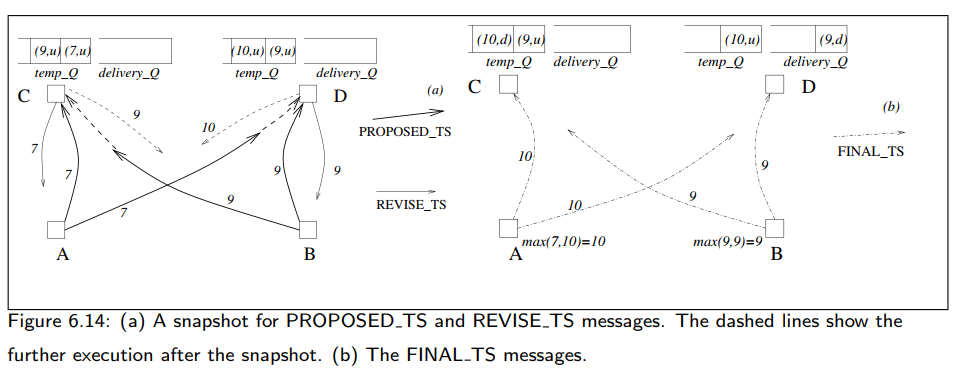 (9,u) (7,u)
temp_Q delivery_Q
(10,u) (9,u)
temp_Q delivery_Q
(10,d) (9,u)
temp_Q delivery_Q
(10,u) (9,d)
temp_Q delivery_Q
C D (a)
C D (b)
9 10
PROPOSED_TS
7 7 9 9
7 9
REVISE_TS
A B
10 9
FINAL_TS
10 9
max(7,10)=10 max(9,9)=9
A B
Figure 6.14: (a) A snapshot for PROPOSED_TS and REVISE_TS messages. The dashed lines show the
further execution after the snapshot. (b) The FINAL_TS messages.